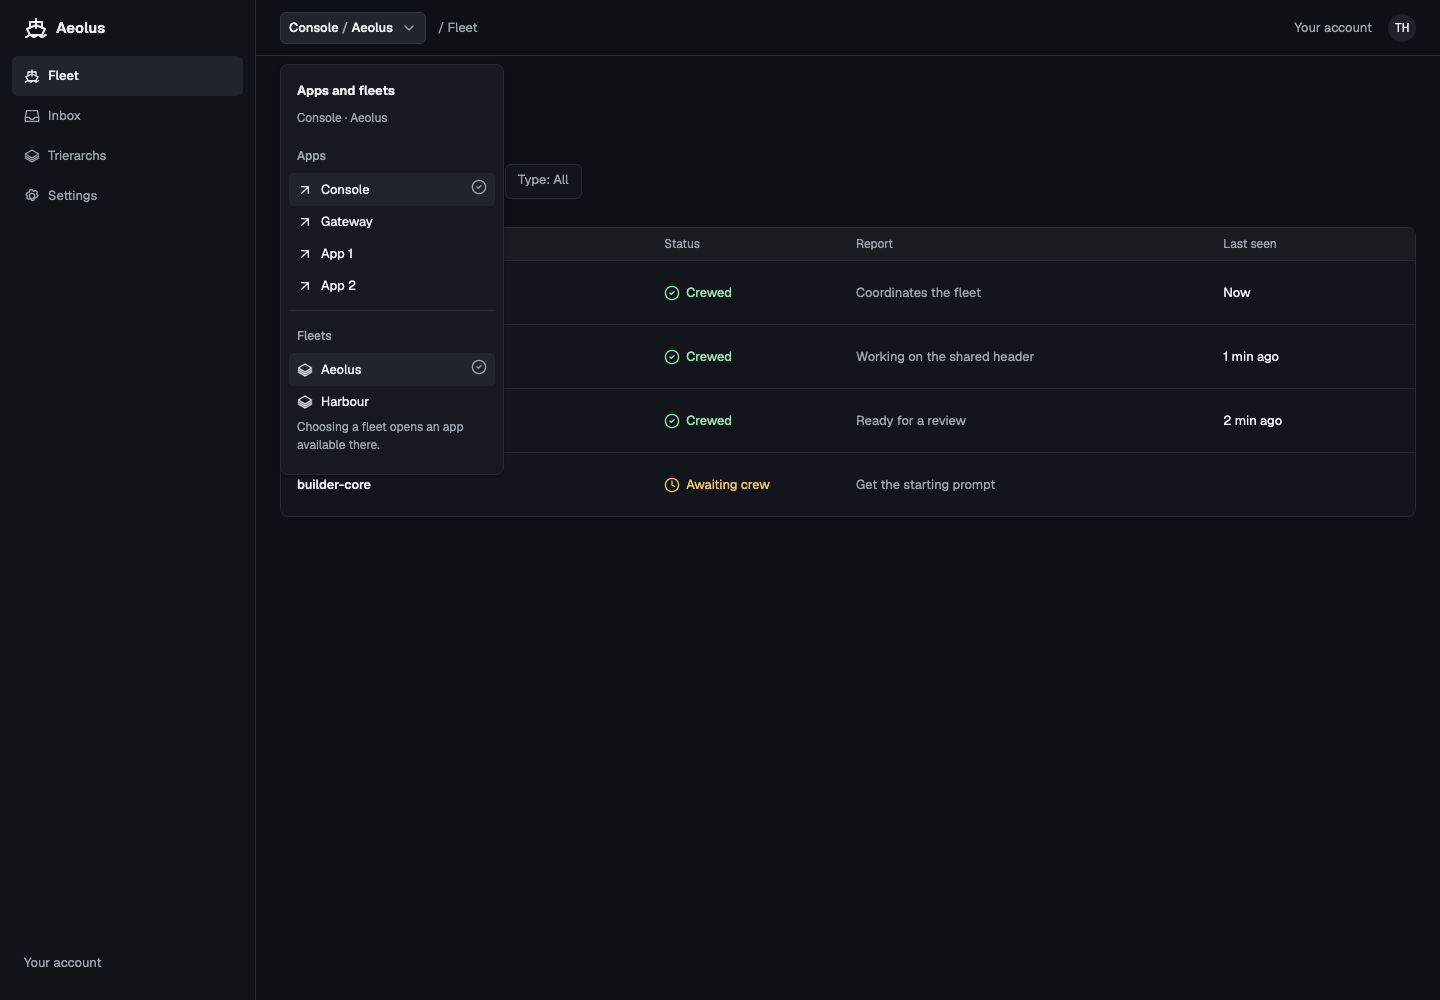 Aeolus
Fleet
Inbox
Trierarchs
Settings
Your account
Console / Aeolus
/ Fleet
Your account
TH
Apps and fleets
Console · Aeolus
Apps
Console
Gateway
App 1
App 2
Fleets
Aeolus
Harbour
Choosing a fleet opens an app
available there.
Type: All
Status Report Last seen
Crewed Coordinates the fleet Now
Crewed Working on the shared header 1 min ago
Crewed Ready for a review 2 min ago
builder-core Awaiting crew Get the starting prompt